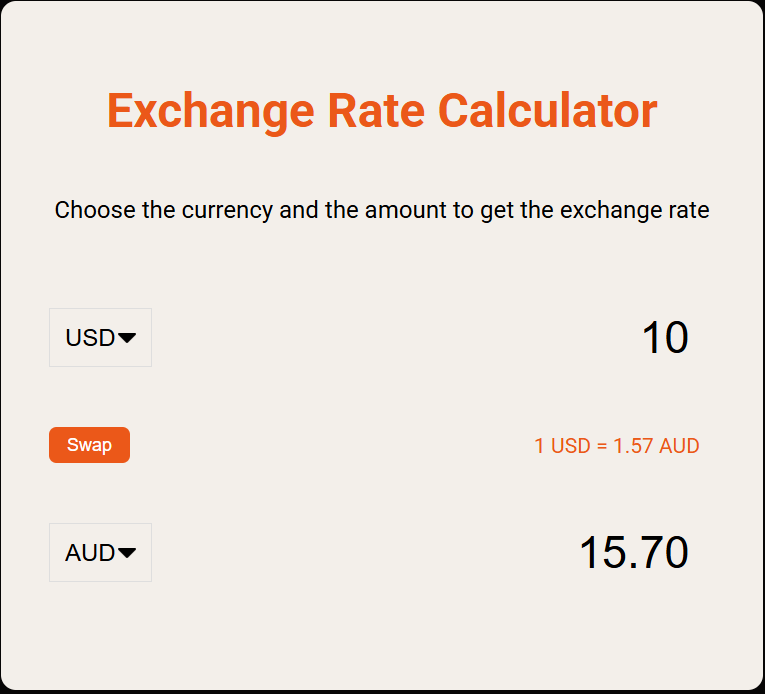 Exchange Rate Calculator
Choose the currency and the amount to get the exchange rate
USD 10
Swap 1 USD = 1.57 AUD
AUD 15.70